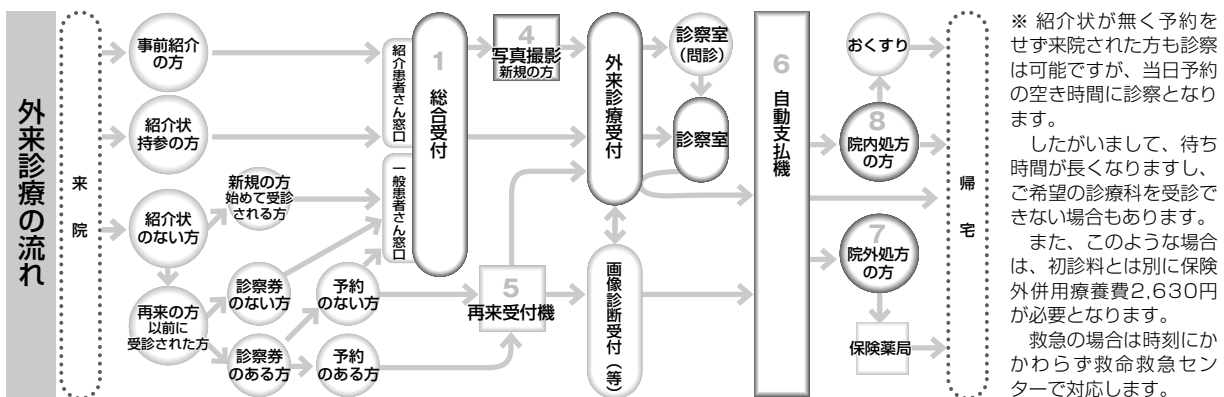 外来診療の流れ
来院
事前紹介
の方
紹介状
持参の方
紹介状
のない方
新規の方
始めて受診
される方
再来の方
以前に
受診された方
診察券
のない方
診察券
のある方
予約
のない方
予約
のある方
紹介患者さん窓口
一般患者さん窓口
1
総合受付
4
写真撮影
新規の方
5
再来受付機
外来診療受付
画像診断受付(等)
診察室
(問診)
診察室
6
自動支払機
おくすり
8
院内処方
の方
7
院外処方
の方
保険薬局
帰宅
※ 紹介状が無く予約を
せず来院された方も診察
は可能ですが、当日予約
の空き時間に診察となり
ます。
したがいまして、待ち
時間が長くなりますし、
ご希望の診療科を受診で
きない場合もあります。
また、このような場合
は、初診料とは別に保険
外併用療養費2,630円
が必要となります。
救急の場合は時刻にか
かわらず救命救急セン
ターで対応します。